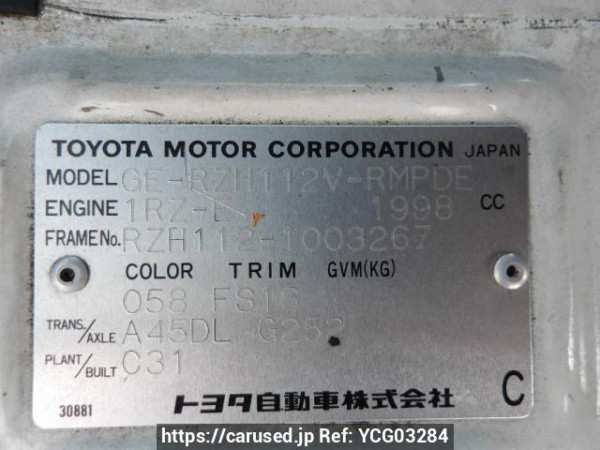 TOYOTA MOTOR CORPORATION JAPAN
MODEL GE-RZH112V-RMPDE
ENGINE 1RZ-E 1998 CC
FRAME No. RZH112-1003267
COLOR TRIM GVM(KG)
058 FS16
TRANS./AXLE A45DL G252
PLANT/BUILT C31
30881 トヨタ自動車株式会社 C
https://carused.jp Ref: YCG03284